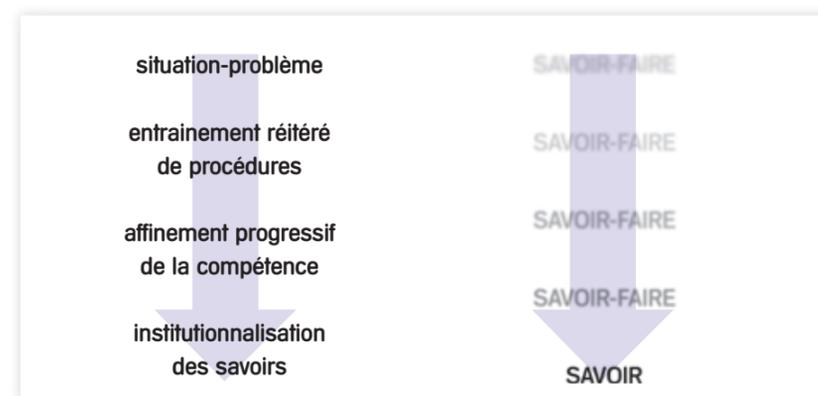 situation-problème
entrainement réitéré
de procédures
affinement progressif
de la compétence
institutionnalisation
des savoirs
SAVOIR-FAIRE
SAVOIR-FAIRE
SAVOIR-FAIRE
SAVOIR-FAIRE
SAVOIR